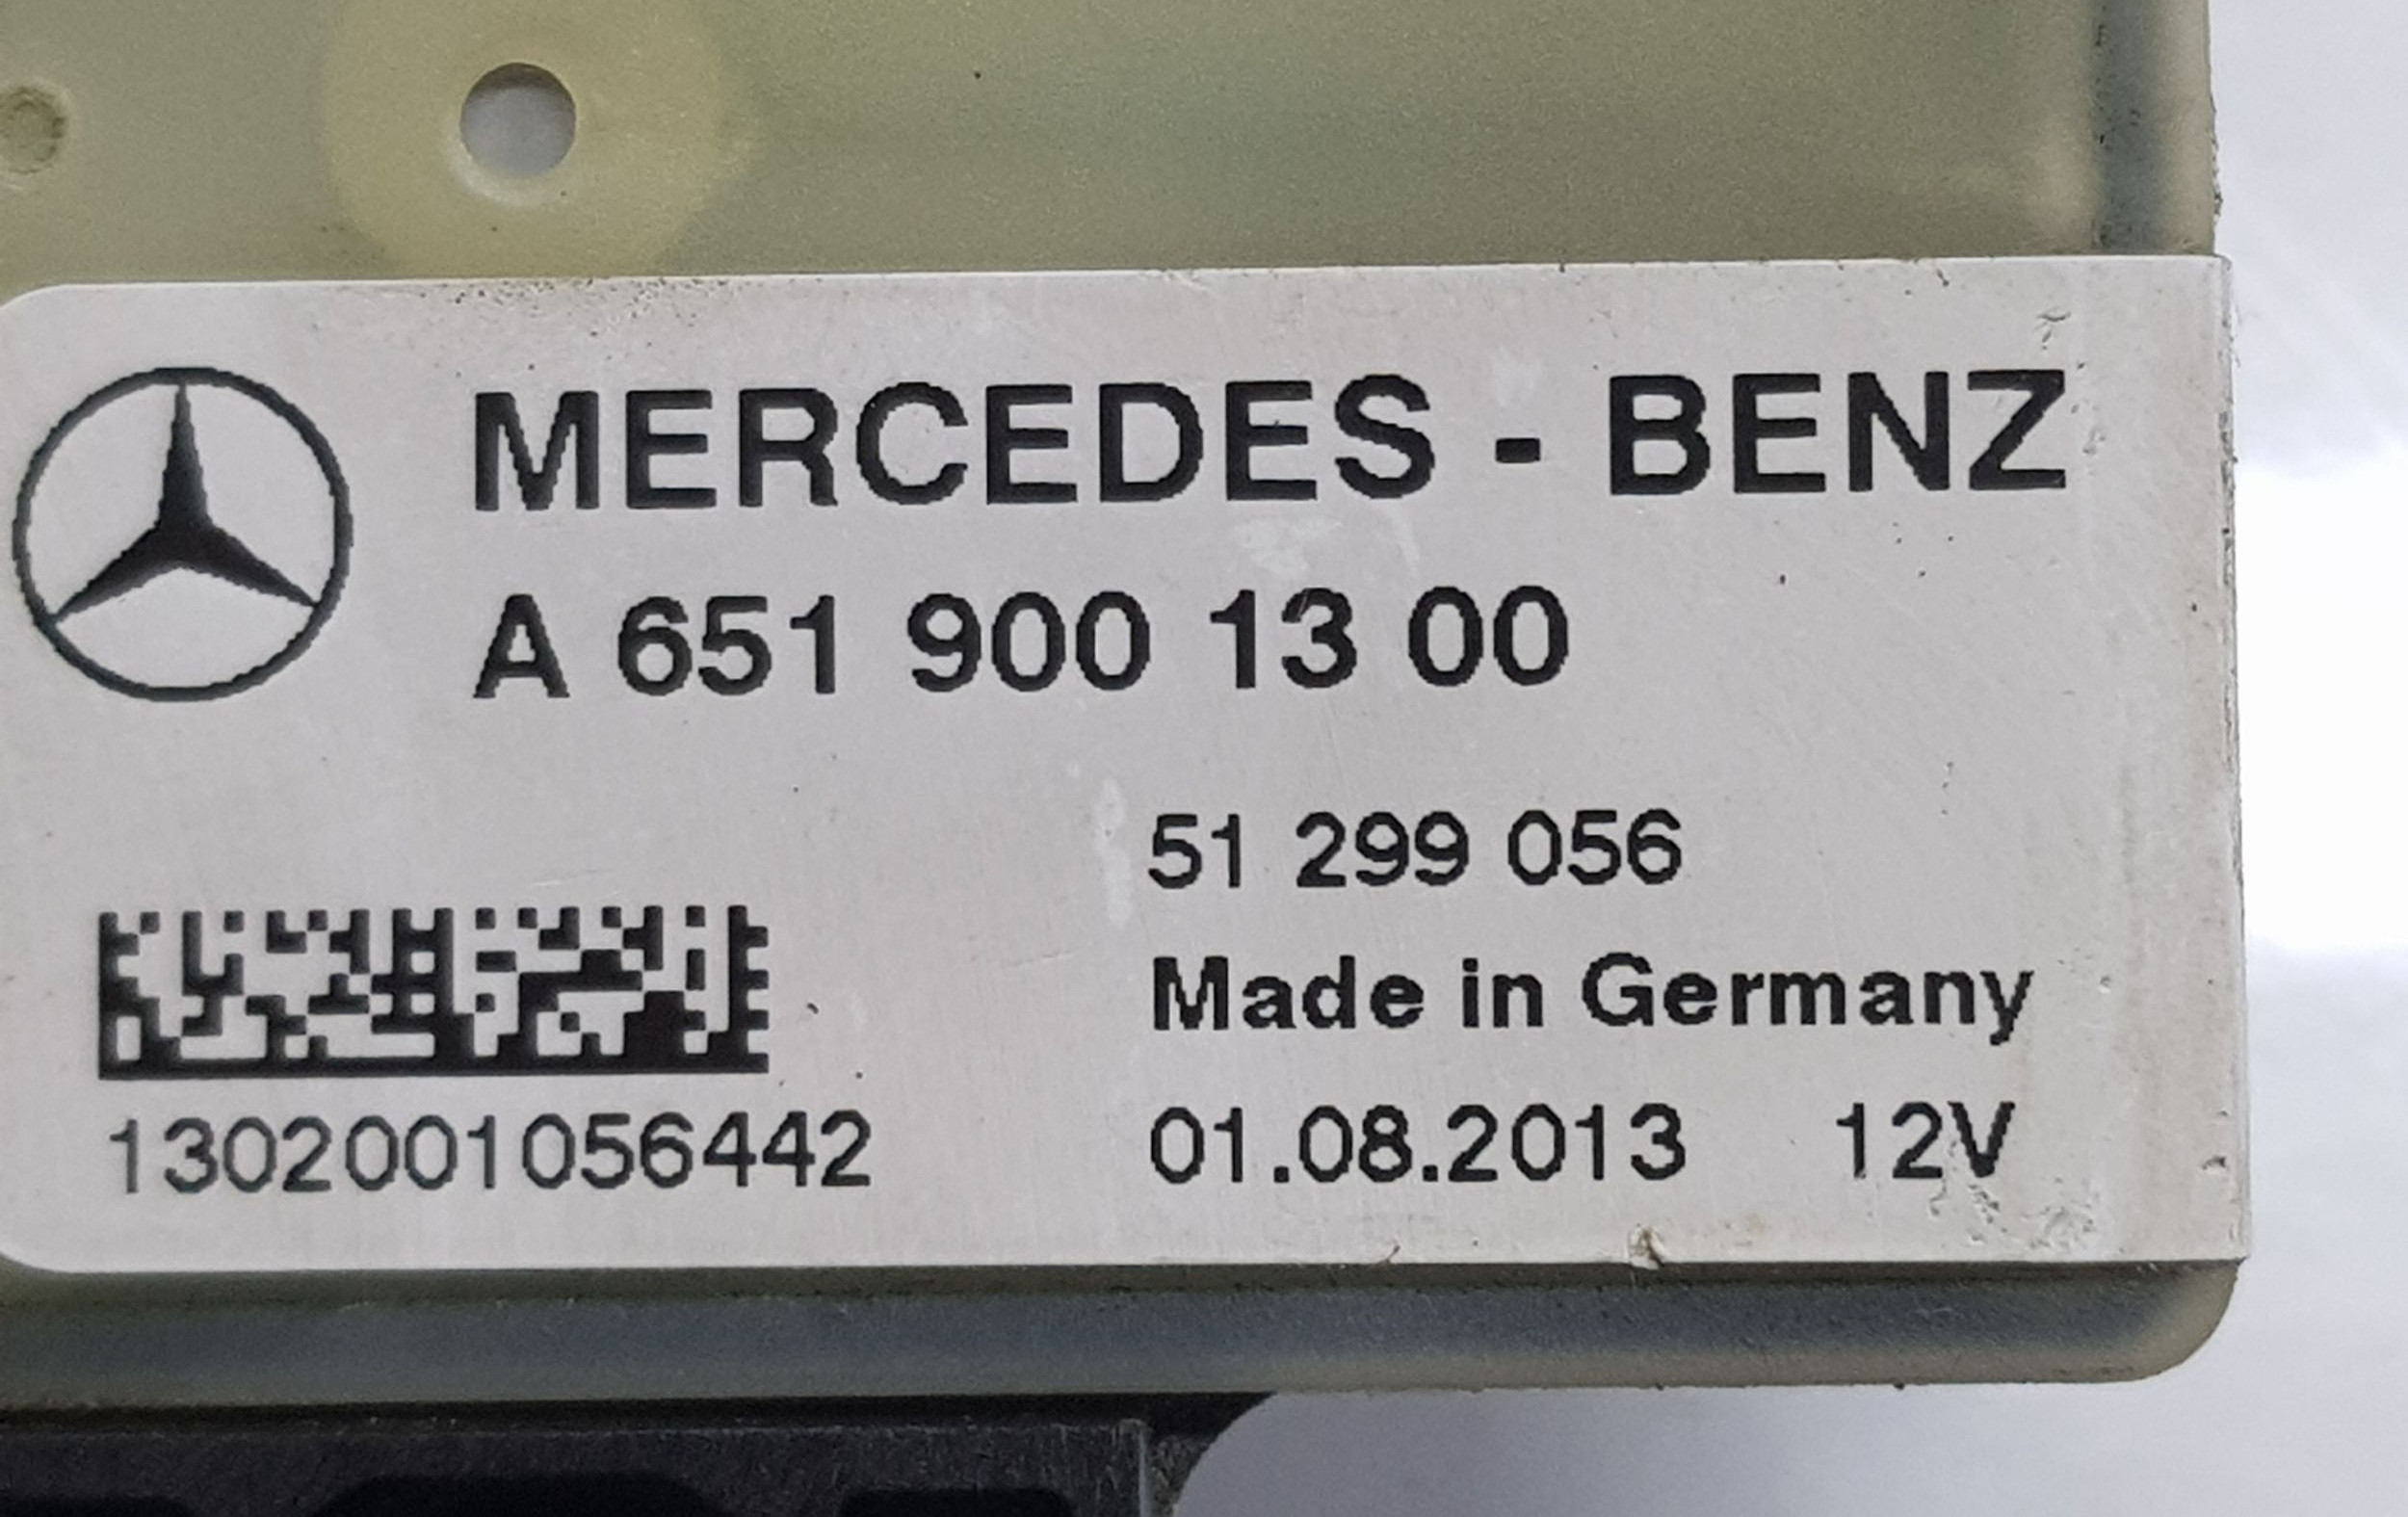 MERCEDES - BENZ
A 651 900 13 00
51 299 056
Made in Germany
1302001056442
01.08.2013 12V